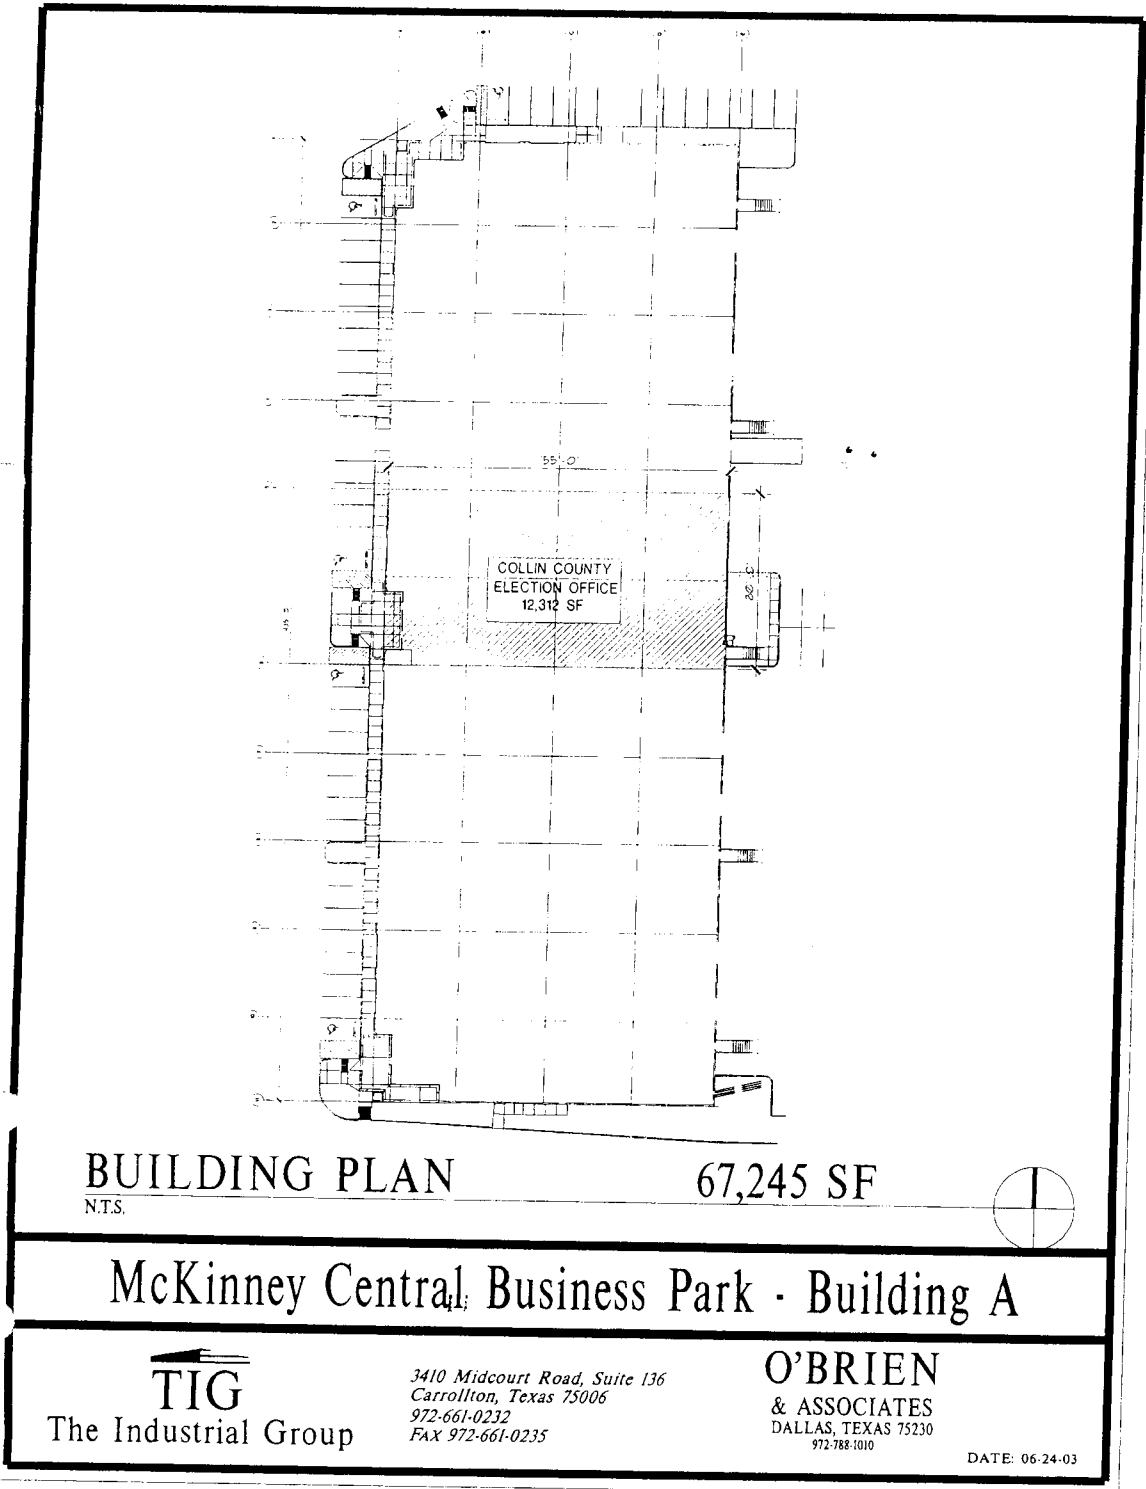 55'-0"
COLLIN COUNTY
ELECTION OFFICE
12,312 SF
BUILDING PLAN
67,245 SF
N.T.S.
McKinney Central Business Park - Building A
TIG
The Industrial Group
3410 Midcourt Road, Suite 136
Carrollton, Texas 75006
972-661-0232
FAX 972-661-0235
O'BRIEN
& ASSOCIATES
DALLAS, TEXAS 75230
972-788-1010
DATE: 06-24-03